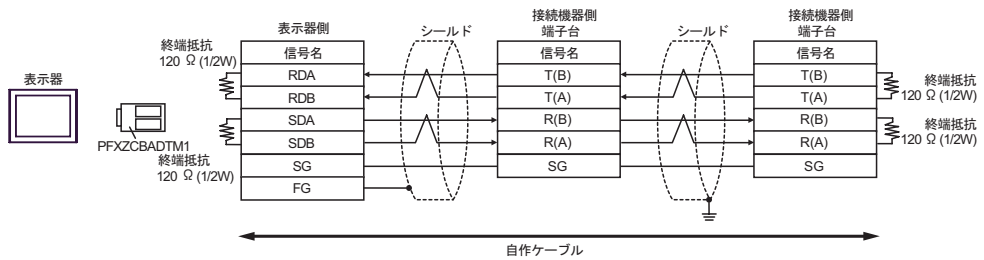 表示器
PFXZCBADTM1
終端抵抗
120 Ω (1/2W)
終端抵抗
120 Ω (1/2W)
表示器側
信号名
RDA
RDB
SDA
SDB
SG
FG
シールド
接続機器側
端子台
信号名
T(B)
T(A)
R(B)
R(A)
SG
シールド
接続機器側
端子台
信号名
T(B)
T(A)
R(B)
R(A)
SG
終端抵抗
120 Ω (1/2W)
終端抵抗
120 Ω (1/2W)
自作ケーブル